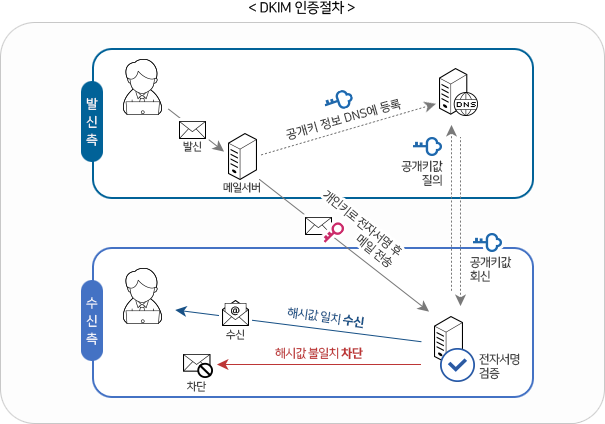 < DKIM 인증절차 >
발신측
발신
메일서버
공개키 정보 DNS에 등록
DNS
공개키값
질의
개인키로 전자서명 후
메일 전송
공개키값
회신
수신측
@
수신
해시값 일치 수신
해시값 불일치 차단
차단
전자서명
검증